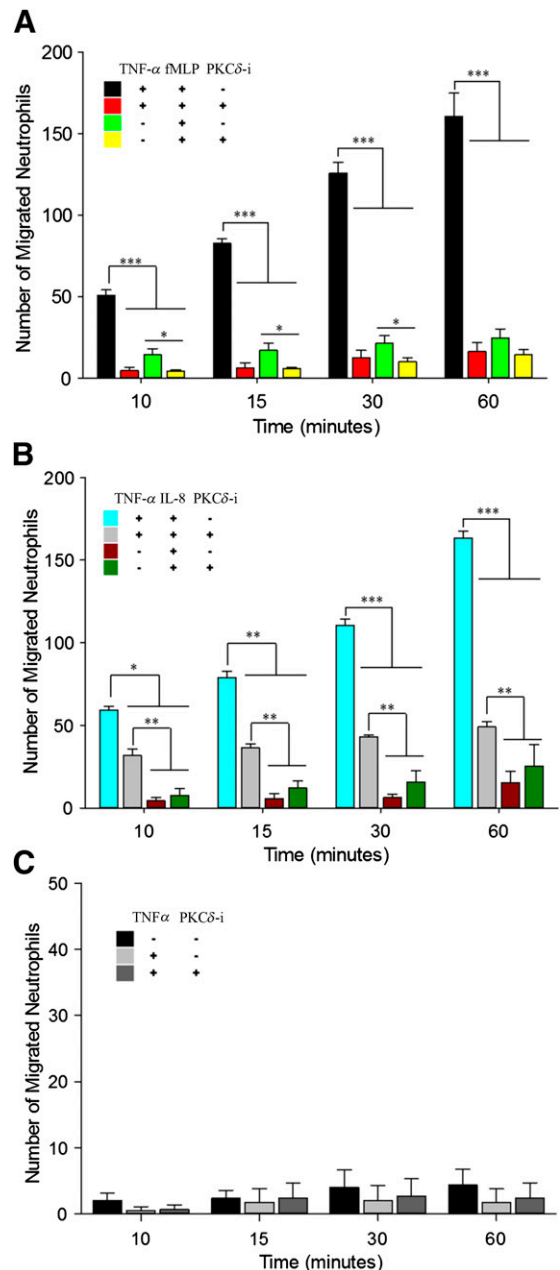 A
TNF-α fMLP PKCδ-i
+ + -
+ + +
- + -
- + +
Number of Migrated Neutrophils
200
150
100
50
0
***
***
***
***
*
*
*
10 15 30 60
Time (minutes)
B
TNF-α IL-8 PKCδ-i
+ + -
+ + +
- + -
- + +
Number of Migrated Neutrophils
200
150
100
50
0
*
**
**
**
***
**
***
**
10 15 30 60
Time (minutes)
C
TNFα PKCδ-i
- -
+ -
+ +
Number of Migrated Neutrophils
50
40
30
20
10
0
10 15 30 60
Time (minutes)